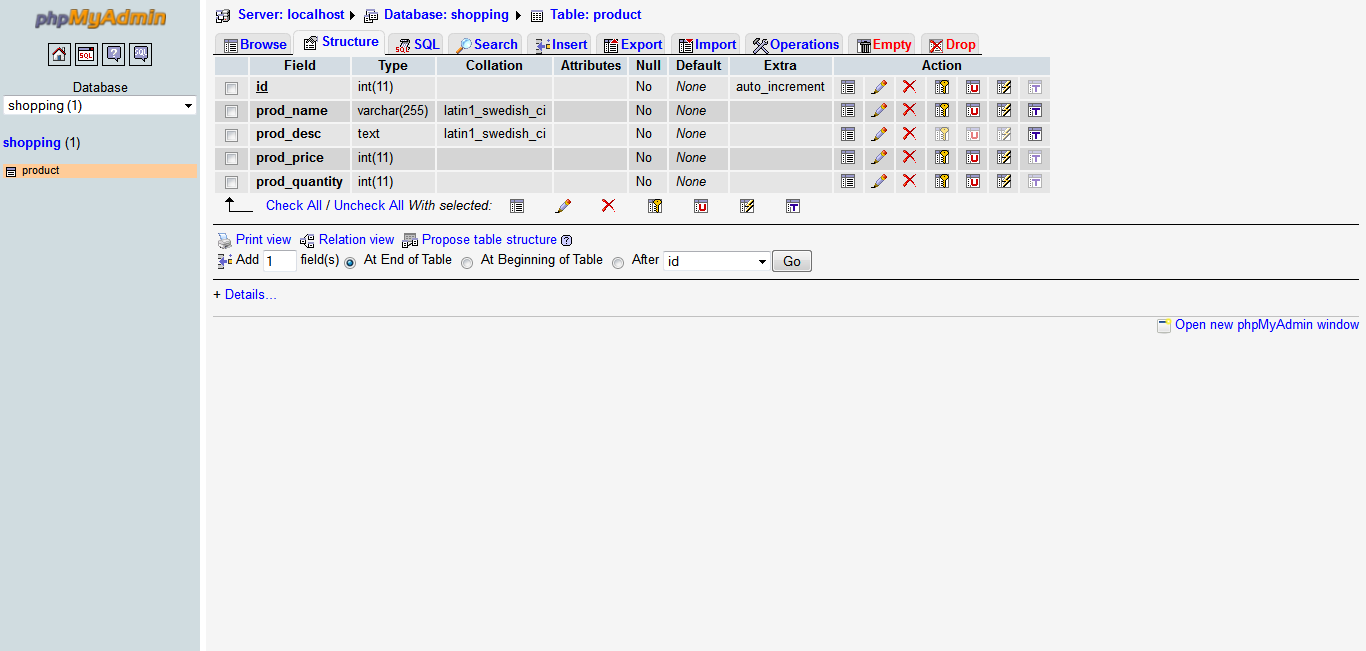 phpMyAdmin
SQL
Database
shopping (1)
shopping (1)
product
Server: localhost Database: shopping Table: product
Browse Structure SQL Search Insert Export Import Operations Empty Drop
Field Type Collation Attributes Null Default Extra Action
id int(11) No None auto_increment
prod_name varchar(255) latin1_swedish_ci No None
prod_desc text latin1_swedish_ci No None
prod_price int(11) No None
prod_quantity int(11) No None
Check All / Uncheck All With selected:
Print view Relation view Propose table structure
Add 1 field(s) At End of Table At Beginning of Table After id Go
+ Details...
Open new phpMyAdmin window